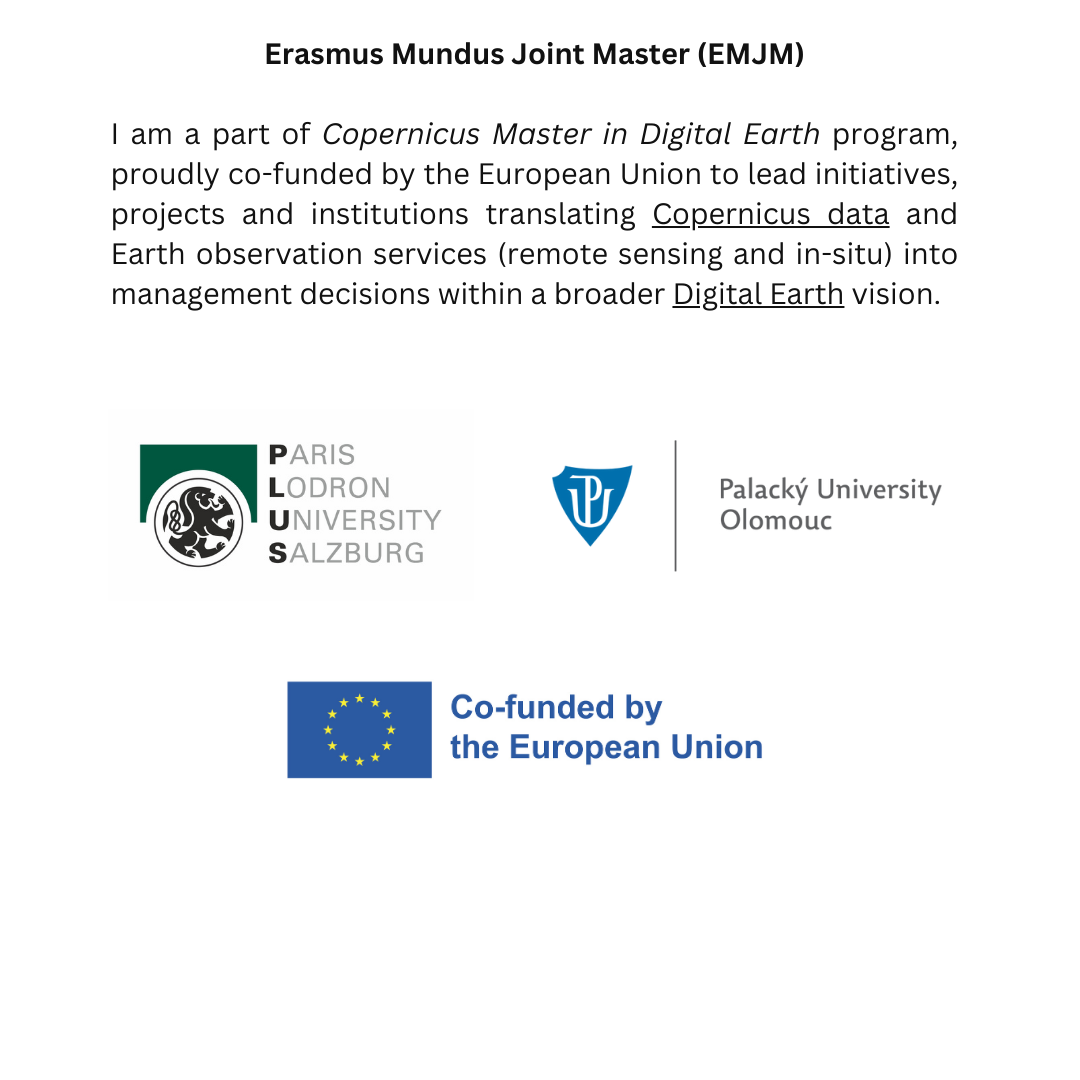 Erasmus Mundus Joint Master (EMJM)
I am a part of Copernicus Master in Digital Earth program,
proudly co-funded by the European Union to lead initiatives,
projects and institutions translating Copernicus data and
Earth observation services (remote sensing and in-situ) into
management decisions within a broader Digital Earth vision.
PARIS
LODRON
UNIVERSITY
SALZBURG
UP
Palacký University
Olomouc
Co-funded by
the European Union